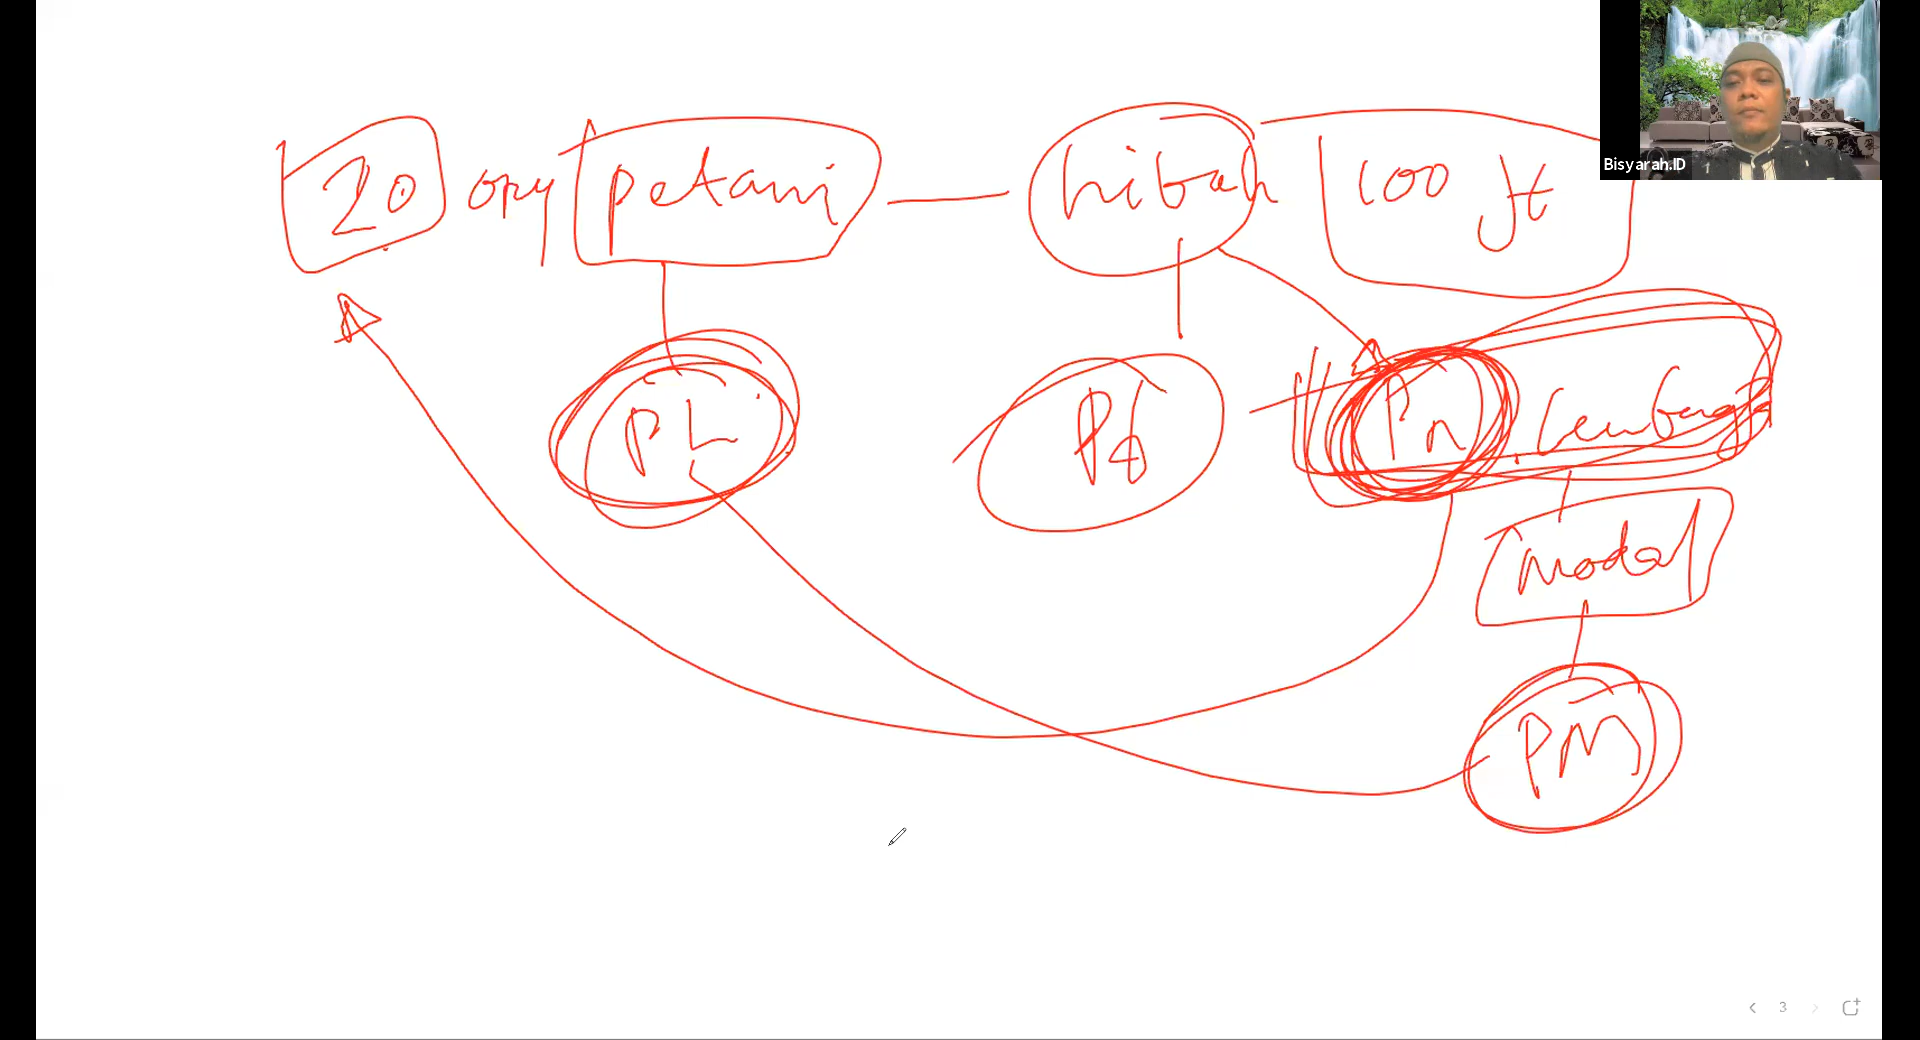 20 org petani — hibah 100 Jt
Bisyarah.ID
PL Pd Pn. Lembaga
modal
PM
3